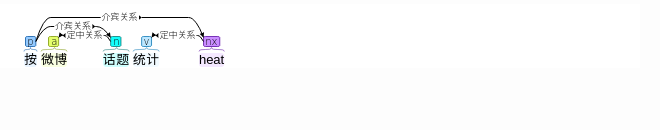 介宾关系
介宾关系
定中关系 定中关系
p a n v nx
按 微博 话题 统计 heat